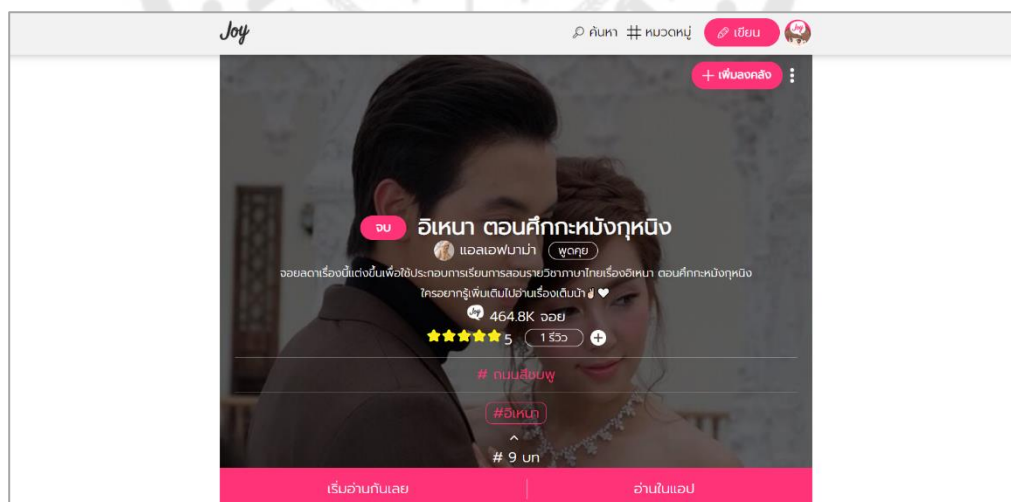 Joy
ค้นหา หมวดหมู่ เขียน
+ เพิ่มลงคลัง
จบ อิเหนา ตอนศึกกะหมังกุหนิง
แอลเอฟมาม่า พูดคุย
จอยลดาเรื่องนี้แต่งขึ้นเพื่อใช้ประกอบการเรียนการสอนรายวิชาภาษาไทยเรื่องอิเหนา ตอนศึกกะหมังกุหนิง
ใครอยากรู้เพิ่มเติมไปอ่านเรื่องเต็มน้า✌️🤍
Joy 464.8K จอย
5 1 รีวิว
# ถนนสีชมพู
#อิเหนา
# 9 บท
เริ่มอ่านกันเลย อ่านในแอป